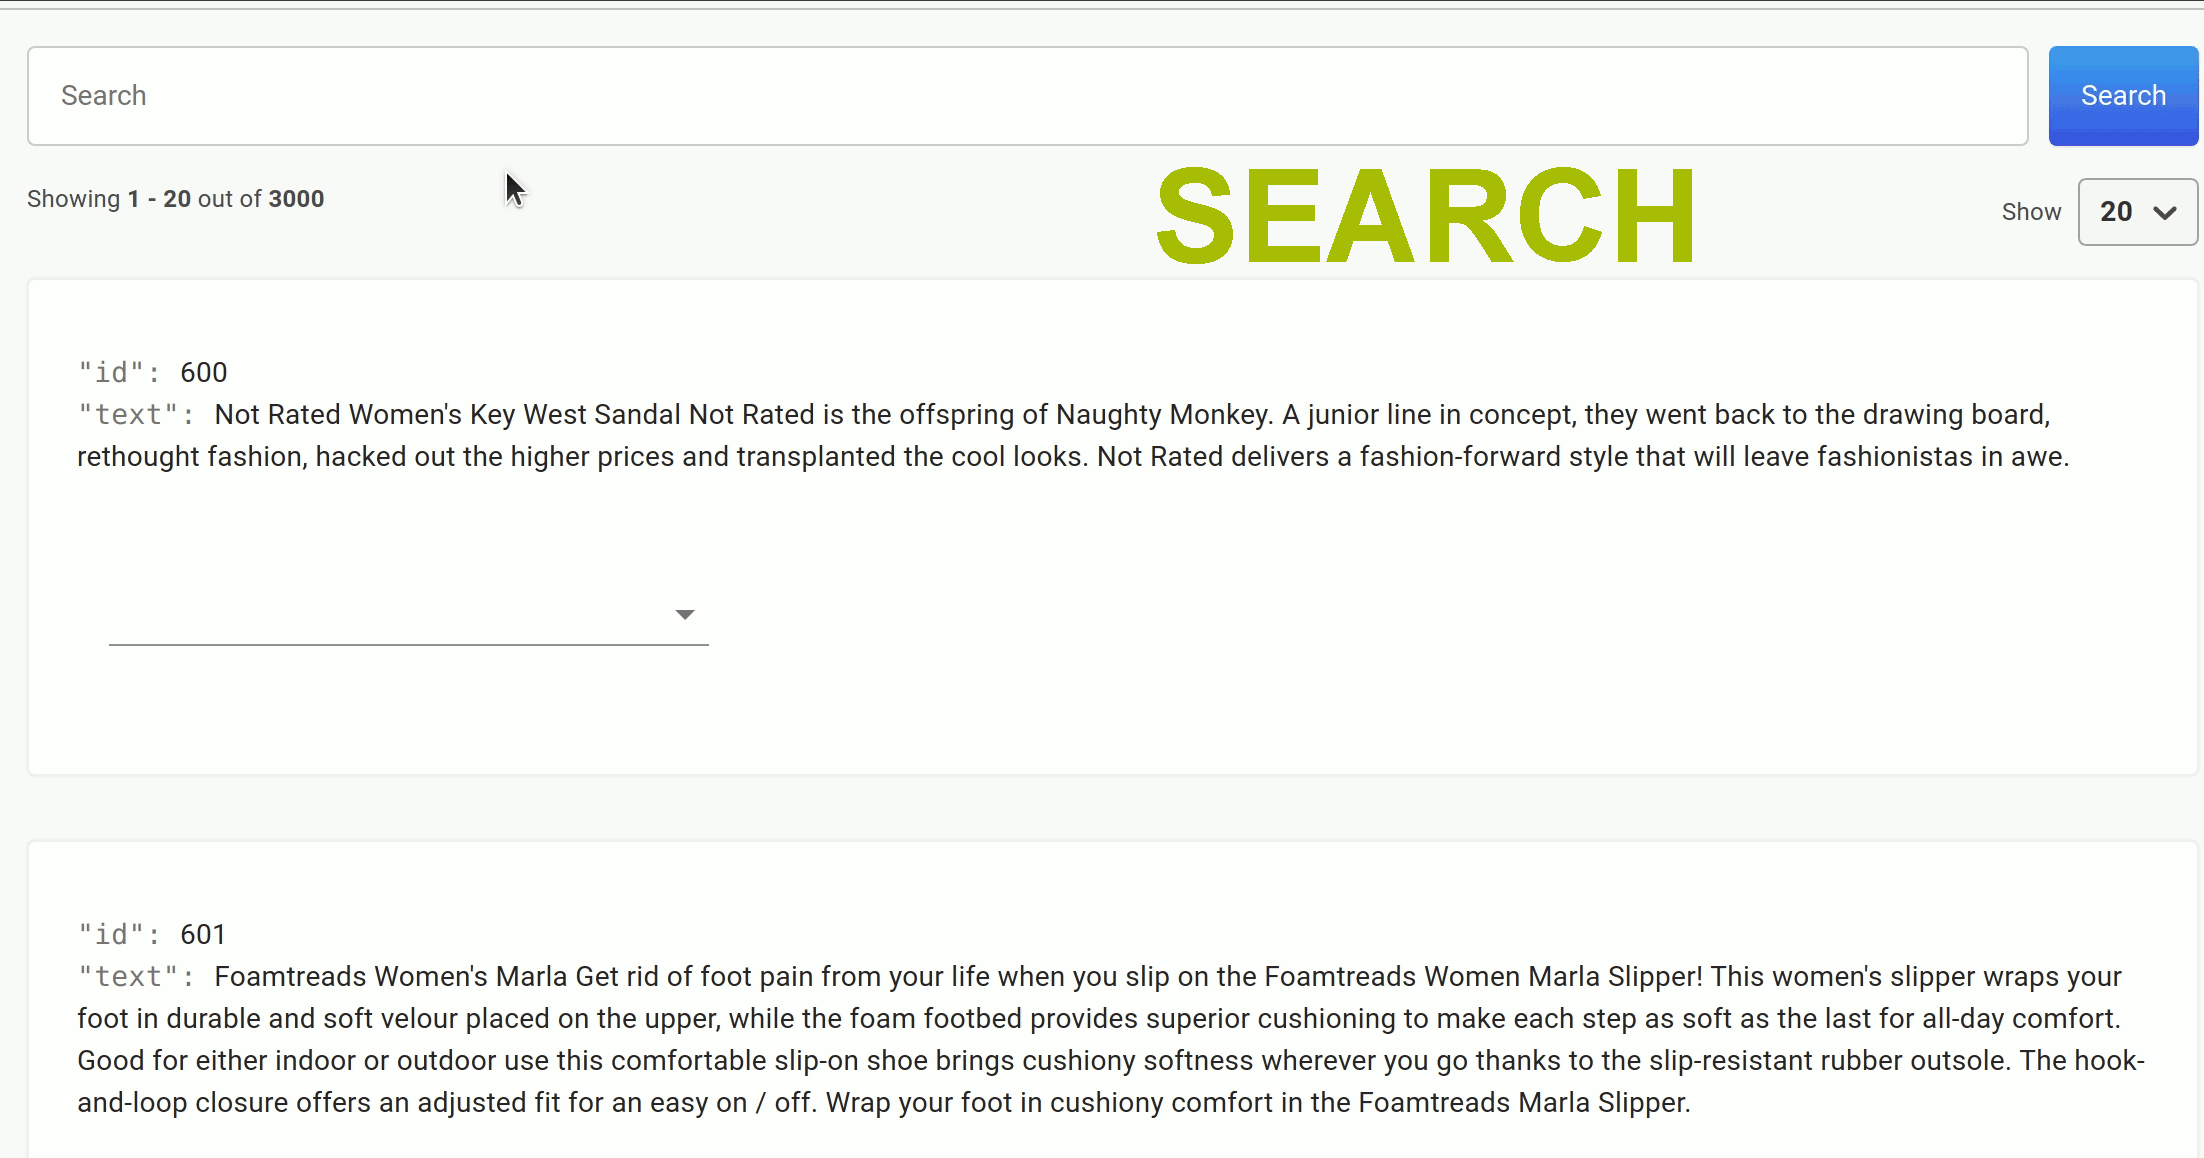 Search
Search
Showing 1 - 20 out of 3000
SEARCH
Show 20
"id": 600
"text": Not Rated Women's Key West Sandal Not Rated is the offspring of Naughty Monkey. A junior line in concept, they went back to the drawing board,
rethought fashion, hacked out the higher prices and transplanted the cool looks. Not Rated delivers a fashion-forward style that will leave fashionistas in awe.
"id": 601
"text": Foamtreads Women's Marla Get rid of foot pain from your life when you slip on the Foamtreads Women Marla Slipper! This women's slipper wraps your
foot in durable and soft velour placed on the upper, while the foam footbed provides superior cushioning to make each step as soft as the last for all-day comfort.
Good for either indoor or outdoor use this comfortable slip-on shoe brings cushiony softness wherever you go thanks to the slip-resistant rubber outsole. The hook-
and-loop closure offers an adjusted fit for an easy on / off. Wrap your foot in cushiony comfort in the Foamtreads Marla Slipper.